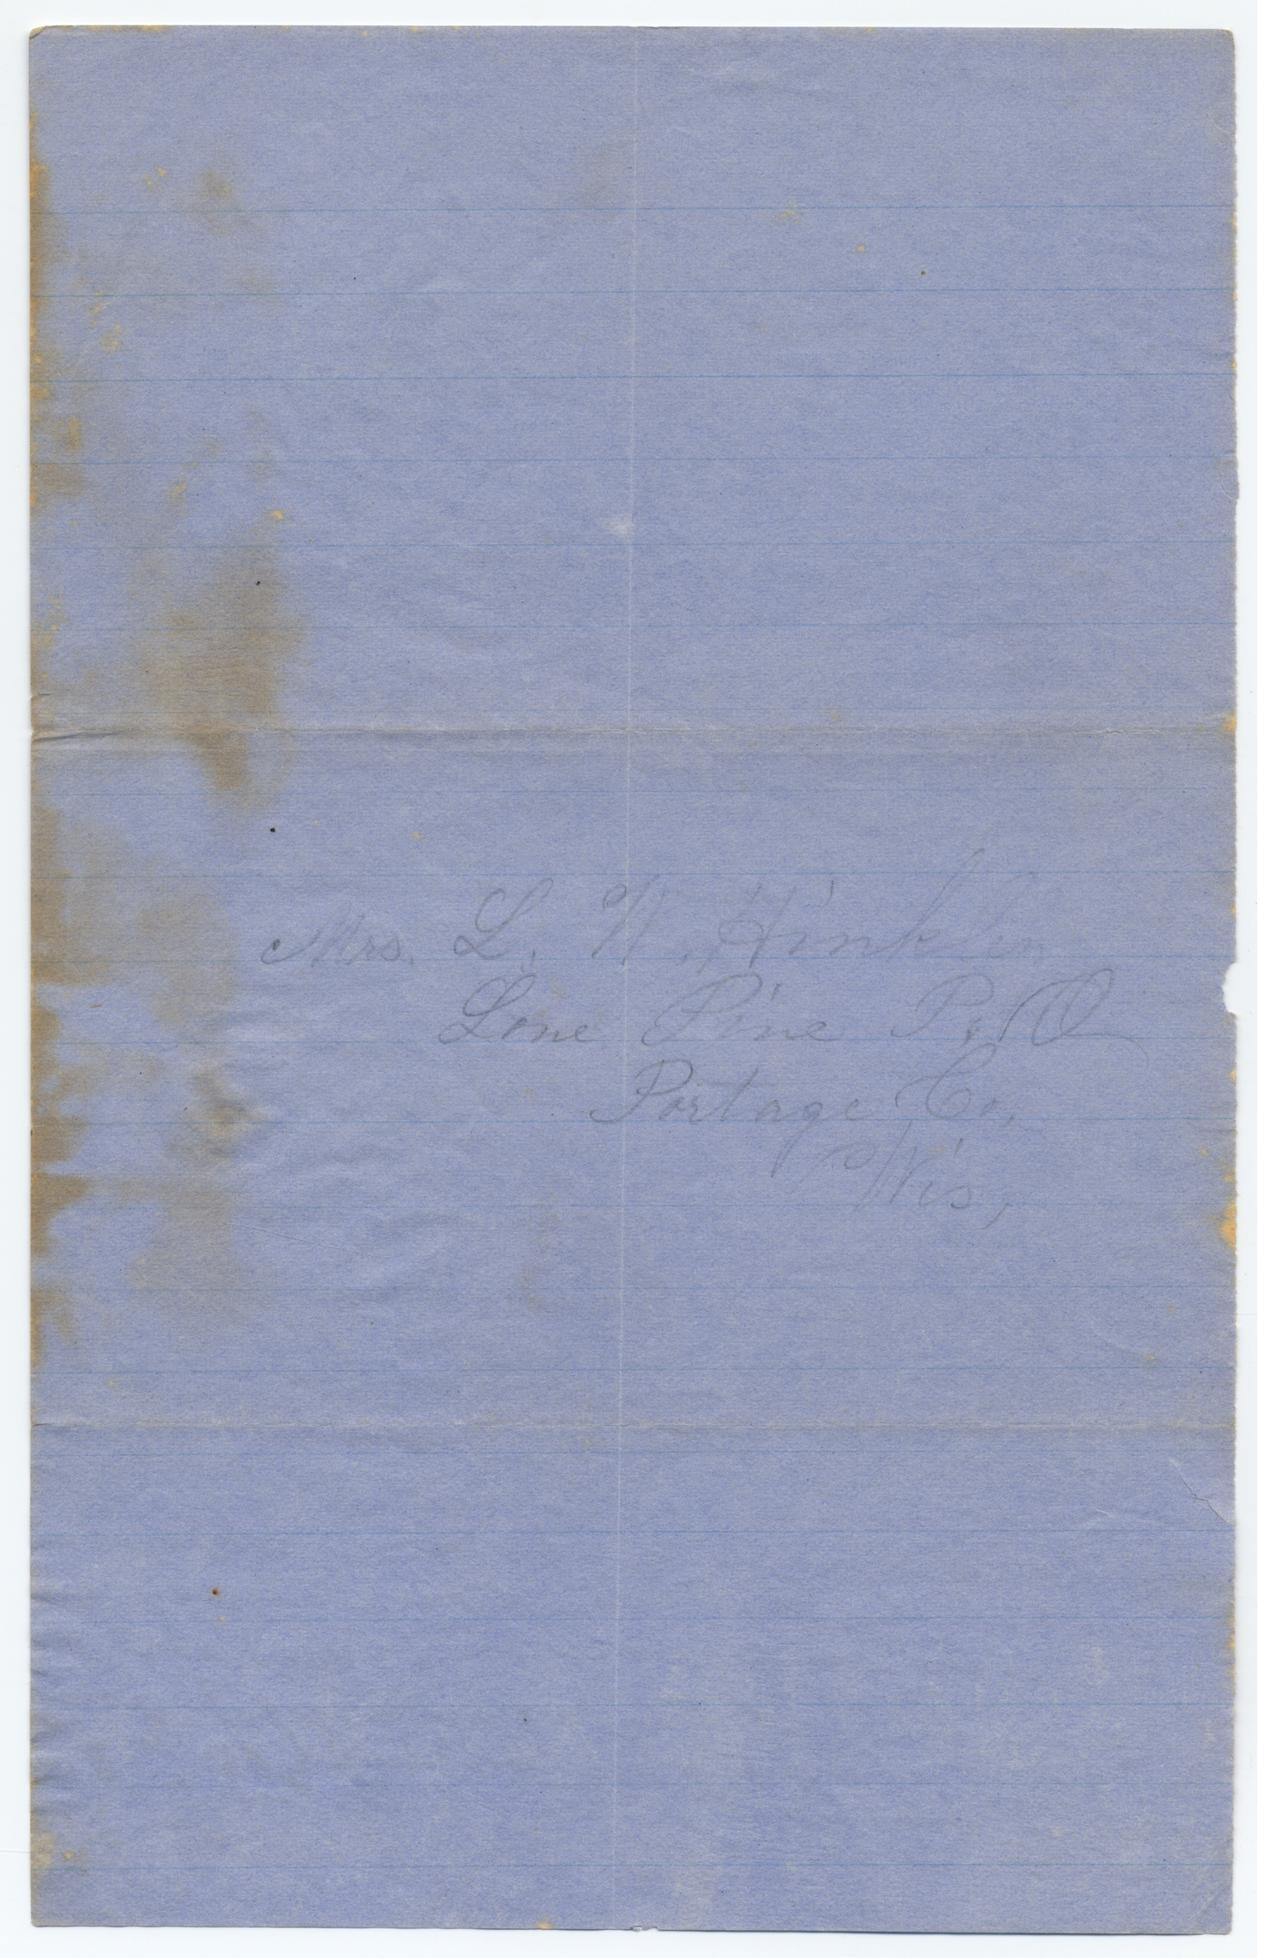 Mrs. L. W. Hinkley
Lone Pine P. O
Portage Co,
Wis,